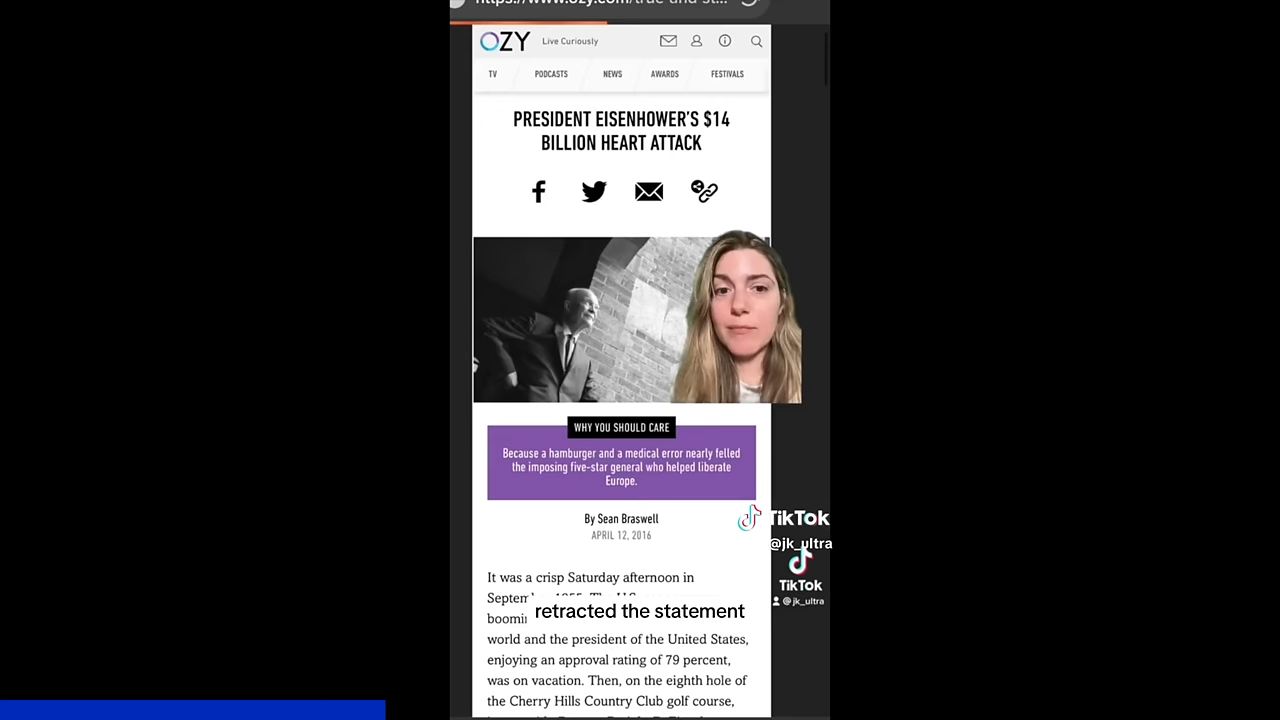 OZY Live Curiously
TV PODCASTS NEWS AWARDS FESTIVALS
PRESIDENT EISENHOWER'S $14
BILLION HEART ATTACK
WHY YOU SHOULD CARE
Because a hamburger and a medical error nearly felled
the imposing five-star general who helped liberate
Europe.
By Sean Braswell
APRIL 12, 2016
TikTok
@jk_ultra
TikTok
@jk_ultra
It was a crisp Saturday afternoon in
retracted the statement
world and the president of the United States,
enjoying an approval rating of 79 percent,
was on vacation. Then, on the eighth hole of
the Cherry Hills Country Club golf course,